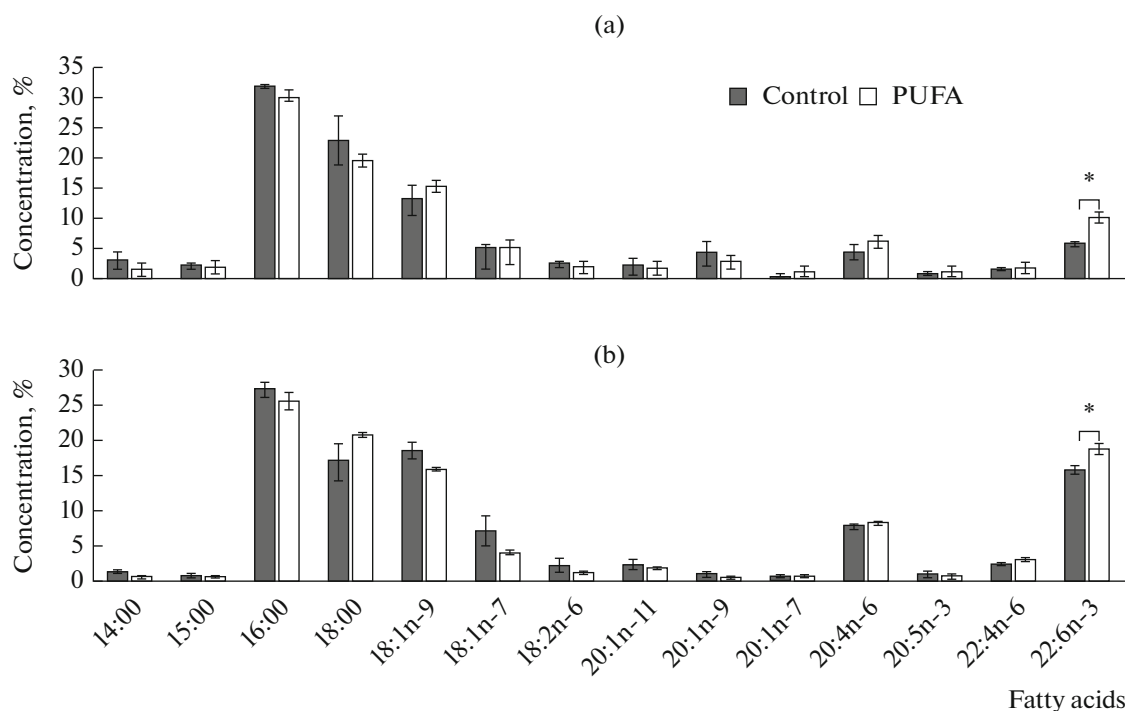 (a)
Concentration, %
35
30
25
20
15
10
5
0
Control PUFA
*
(b)
Concentration, %
30
25
20
15
10
5
0
*
14:00
15:00
16:00
18:00
18:1n-9
18:1n-7
18:2n-6
20:1n-11
20:1n-9
20:1n-7
20:4n-6
20:5n-3
22:4n-6
22:6n-3
Fatty acids